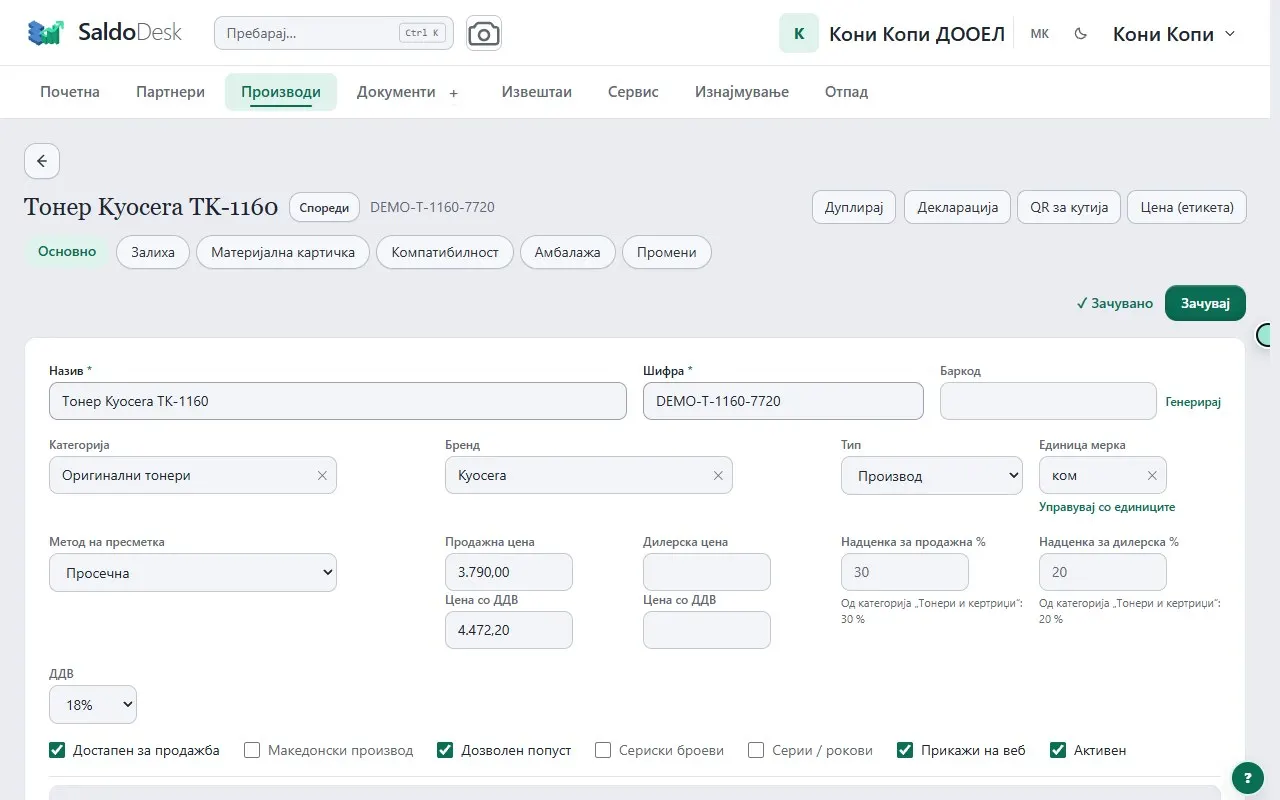 SaldoDesk
Пребарај... Ctrl K
К Кони Копи ДООЕЛ МК Кони Копи
Почетна Партнери Производи Документи + Извештаи Сервис Изнајмување Отпад
Тонер Kyocera TK-1160 Спореди DEMO-T-1160-7720
Дуплирај Декларација QR за кутија Цена (етикета)
Основно Залиха Материјална картичка Компатибилност Амбалажа Промени
✓ Зачувано Зачувај
Назив * Шифра * Баркод
Тонер Kyocera TK-1160 DEMO-T-1160-7720 Генерирај
Категорија Бренд Тип Единица мерка
Оригинални тонери Kyocera Производ ком
Управувај со единиците
Метод на пресметка Продажна цена Дилерска цена Надценка за продажна % Надценка за дилерска %
Просечна 3.790,00 30 20
Цена со ДДВ Цена со ДДВ Од категорија „Тонери и кертриџи“: 30 % Од категорија „Тонери и кертриџи“: 20 %
4.472,20
ДДВ
18%
Достапен за продажба Македонски производ Дозволен попуст Сериски броеви Серии / рокови Прикажи на веб Активен
?